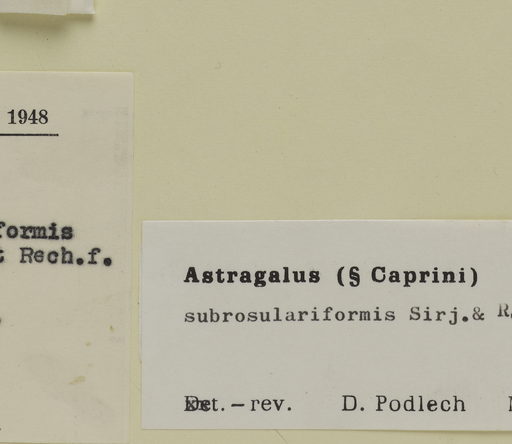 1948
formis
t Rech.f.
Astragalus (§ Caprini)
subrosulariformis Sirj.& R.
Det. – rev. D. Podlech